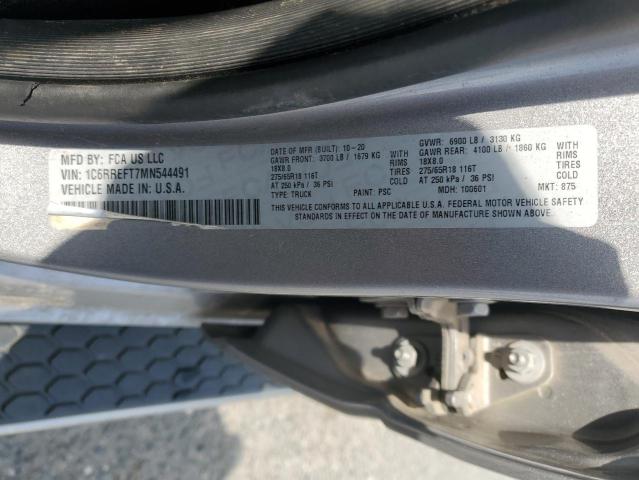 MFD BY: FCA US LLC
VIN: 1C6RREFT7MN544491
VEHICLE MADE IN: U.S.A.
DATE OF MFR (BUILT): 10-20
GAWR FRONT: 3700 LB / 1679 KG
18X8.0
275/65R18 116T TIRES
AT 250 kPa / 36 PSI COLD
TYPE: TRUCK PAINT: PSC
GVWR: 6900 LB / 3130 KG
GAWR REAR: 4100 LB / 1860 KG
18X8.0
275/65R18 116T TIRES
AT 250 kPa / 36 PSI COLD
MDH: 100601 MKT: 875
THIS VEHICLE CONFORMS TO ALL APPLICABLE U.S.A. FEDERAL MOTOR VEHICLE SAFETY
STANDARDS IN EFFECT ON THE DATE OF MANUFACTURE SHOWN ABOVE.